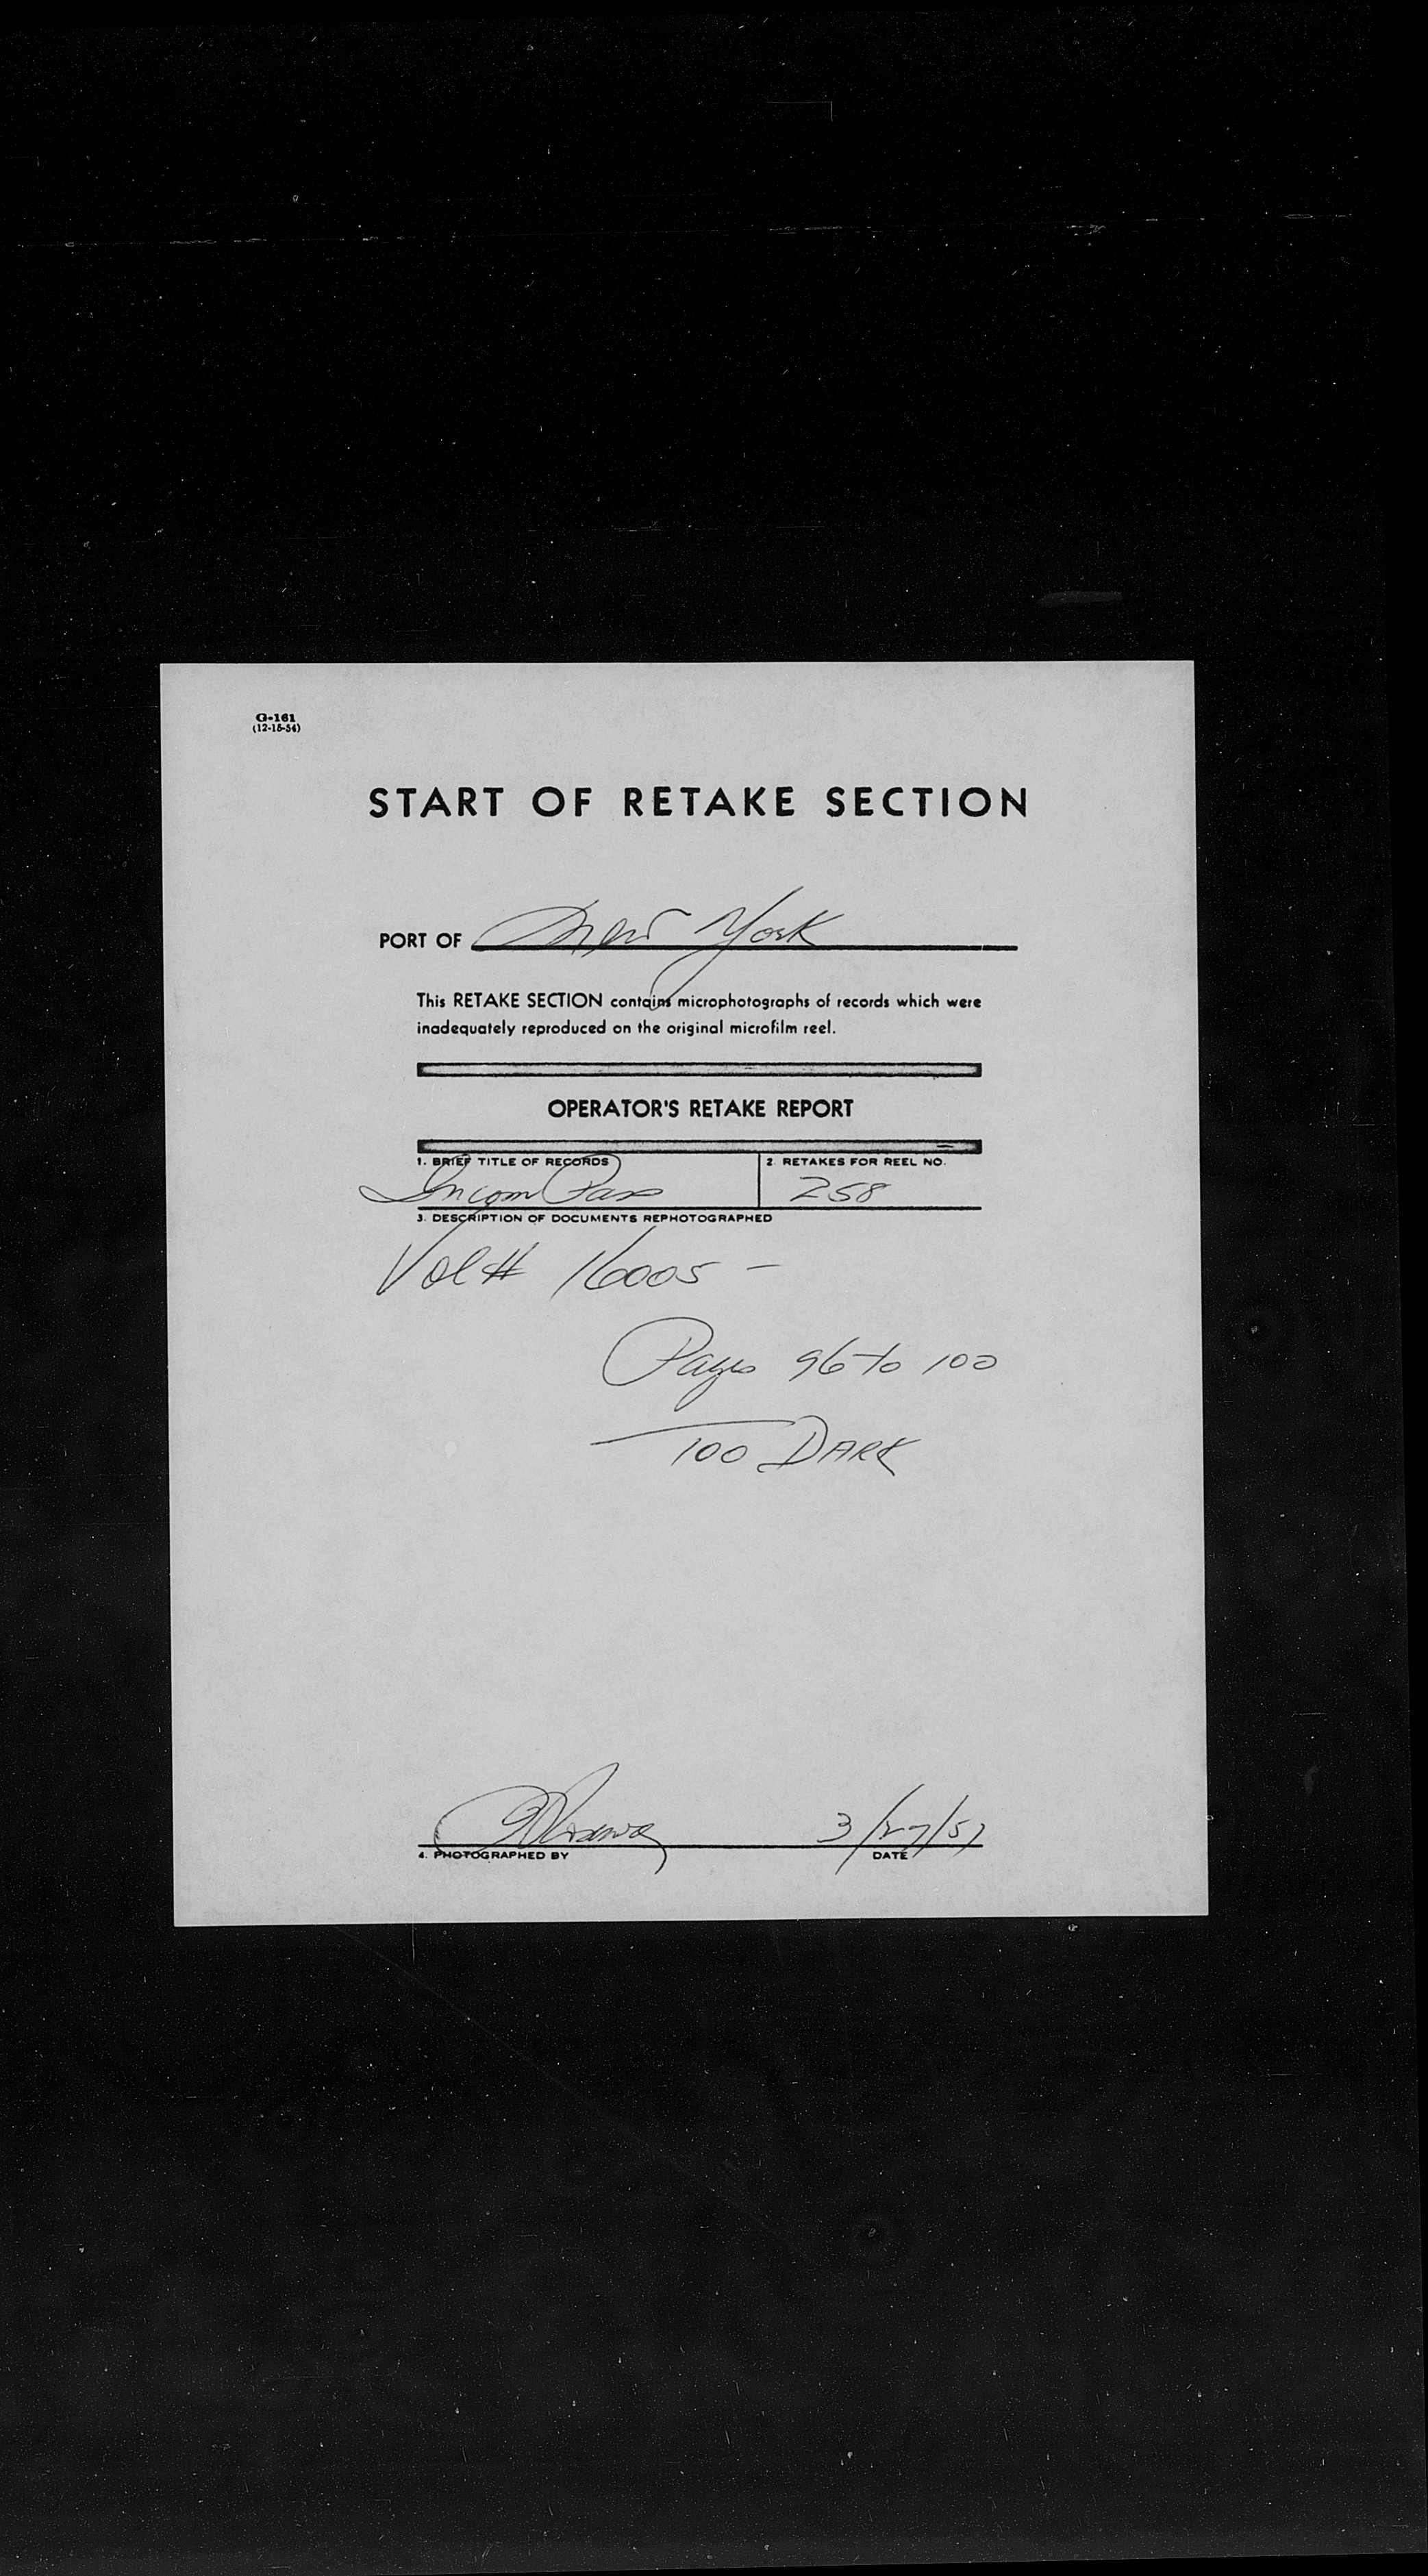 G-161
(12-15-54)
START OF RETAKE SECTION
PORT OF New York
This RETAKE SECTION contains microphotographs of records which were
inadequately reproduced on the original microfilm reel.
OPERATOR'S RETAKE REPORT
1. BRIEF TITLE OF RECORDS 2. RETAKES FOR REEL NO.
Incom Pass 258
3. DESCRIPTION OF DOCUMENTS REPHOTOGRAPHED
Vol # 16005 -
Pages 96 to 100
100 DARK
3/27/57
4. PHOTOGRAPHED BY DATE